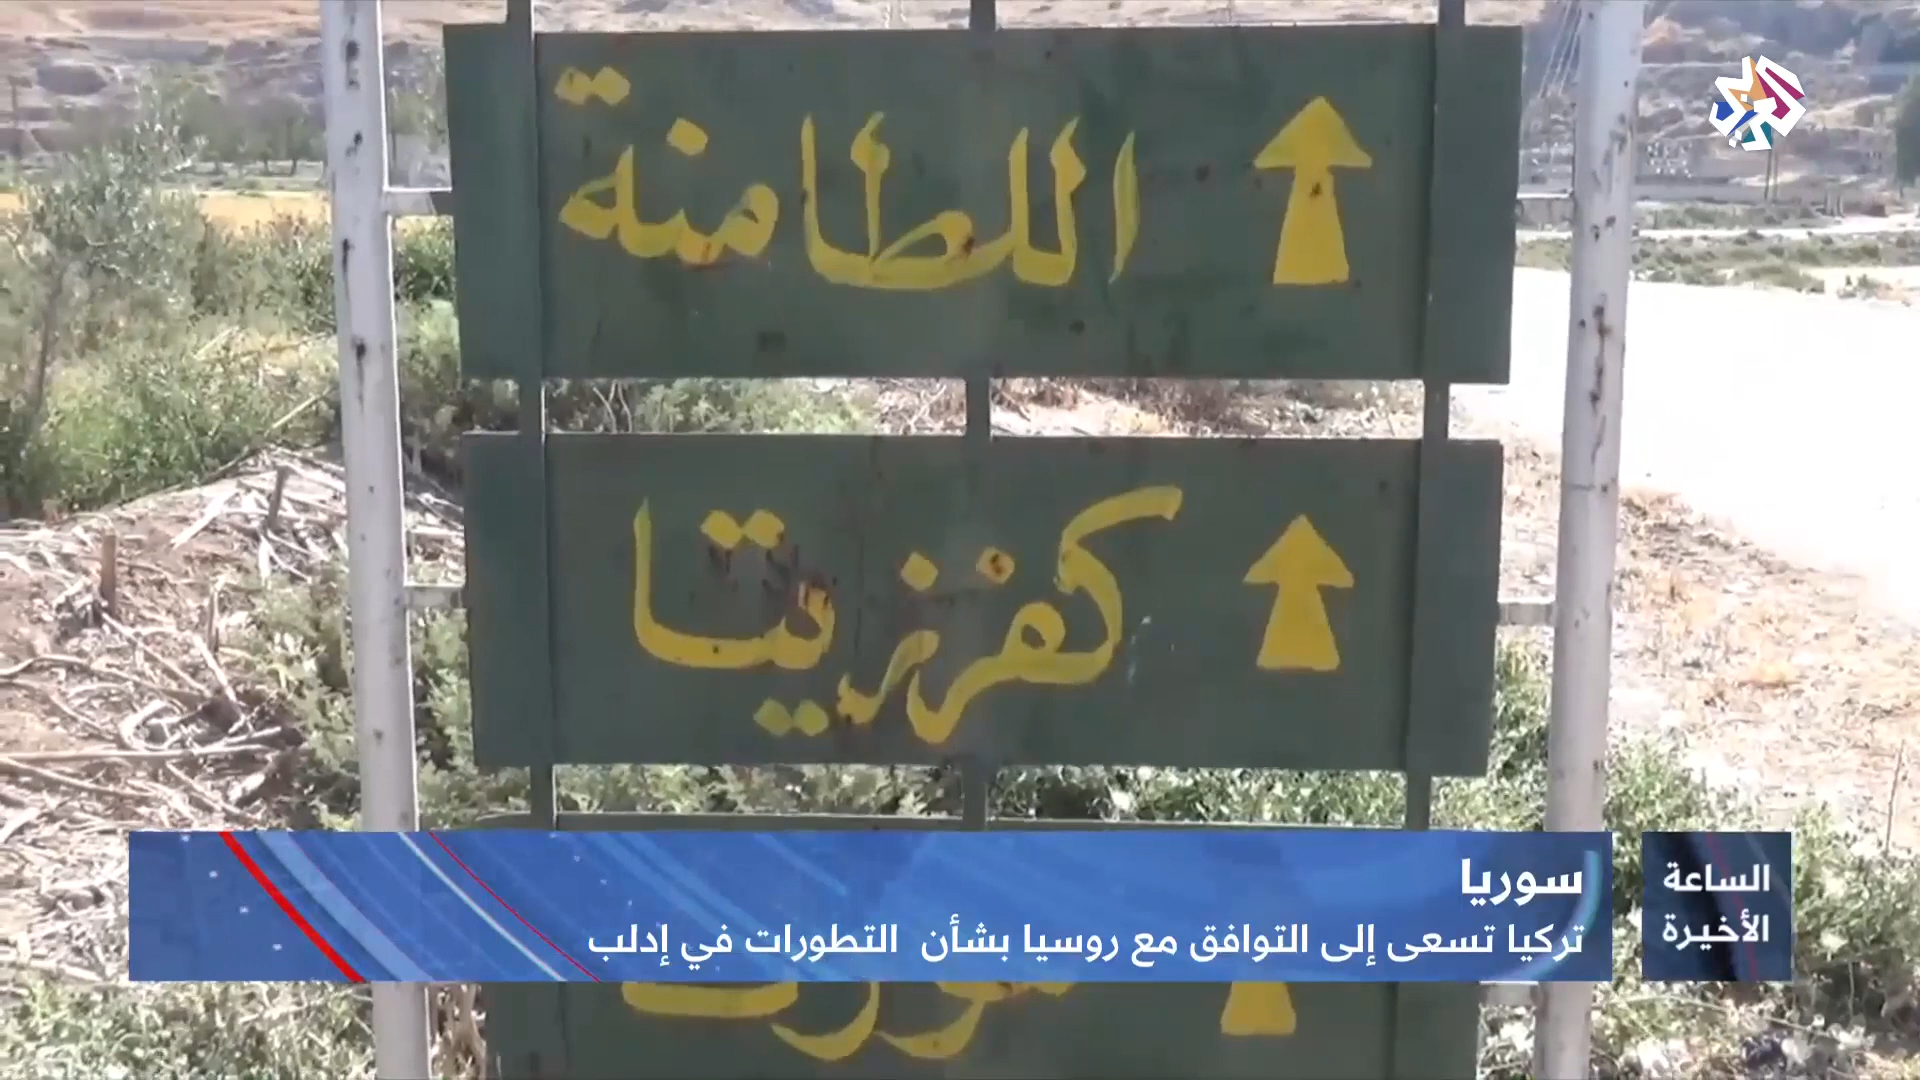 اللطامنة
كفرزيتا
سوريا
تركيا تسعى إلى التوافق مع روسيا بشأن التطورات في إدلب
الساعة
الأخيرة